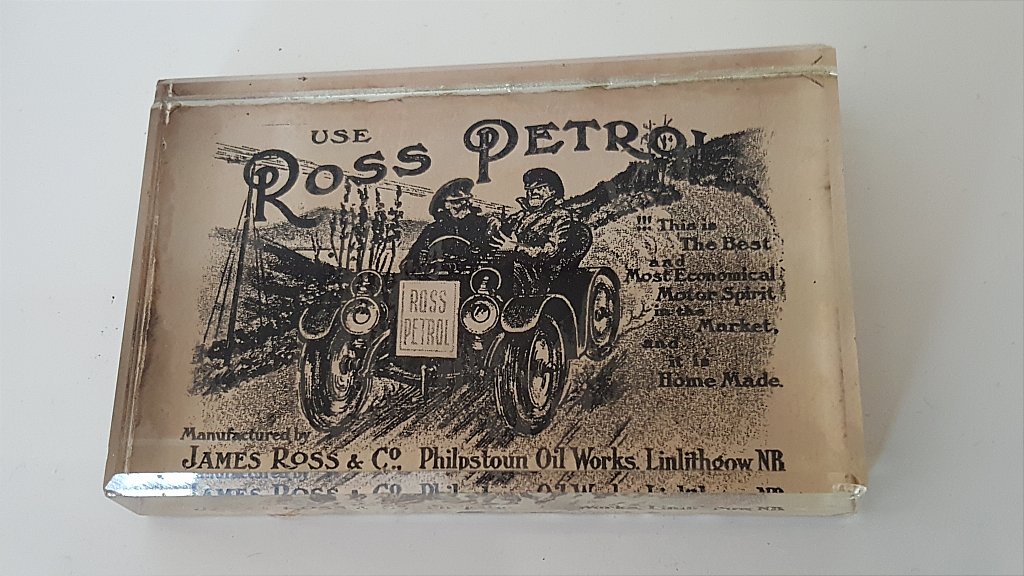 USE
ROSS PETROL
ROSS
PETROL
!!! This is
The Best
and
Most Economical
Motor Spirit
in the
Market,
and
it is
Home Made.
Manufactured by
JAMES ROSS & Co. Philpstoun Oil Works, Linlithgow NB